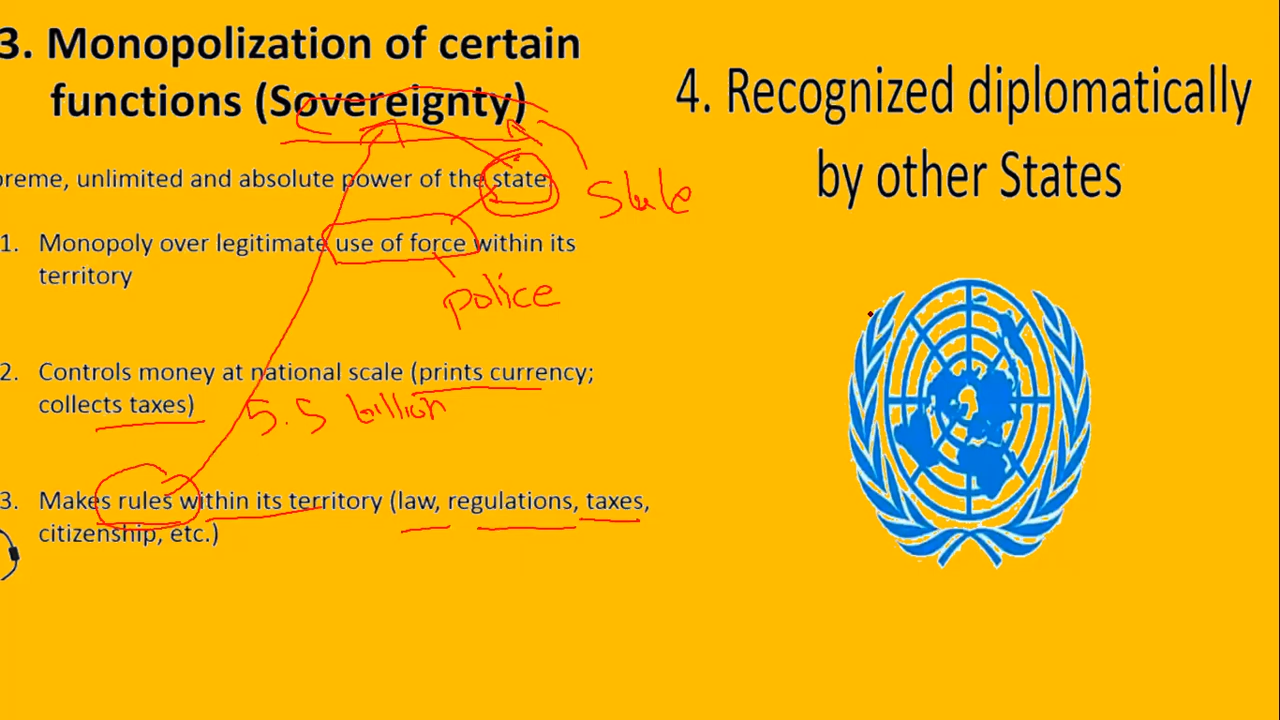 3. Monopolization of certain
functions (Sovereignty)
preme, unlimited and absolute power of the state
State
1. Monopoly over legitimate use of force within its
territory
police
2. Controls money at national scale (prints currency;
collects taxes)
5.5 billion
3. Makes rules within its territory (law, regulations, taxes,
citizenship, etc.)
4. Recognized diplomatically
by other States